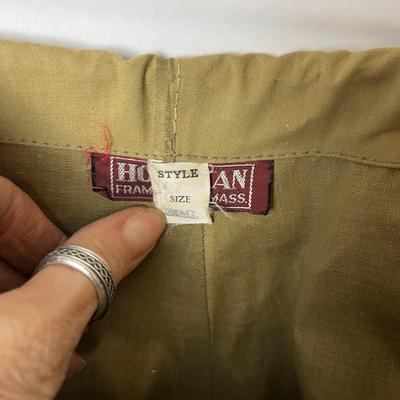 STYLE
SIZE
HO AN
FRAM MASS.